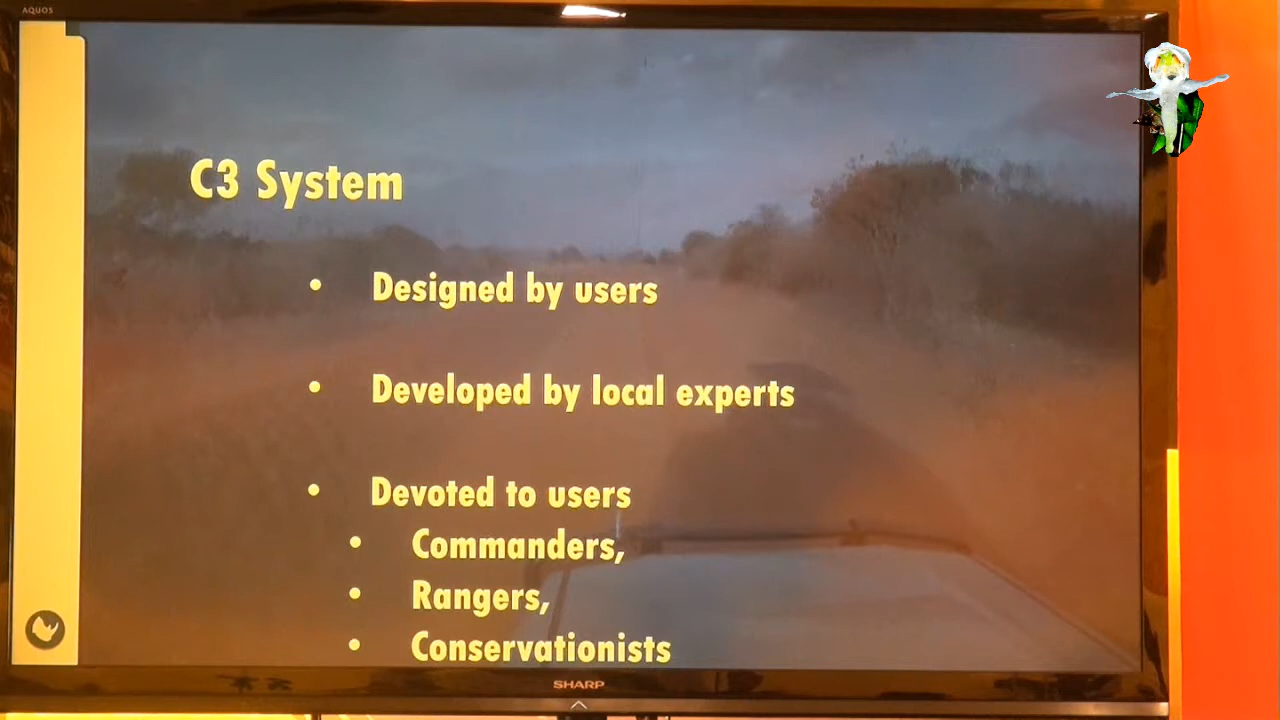 AQUOS
C3 System
• Designed by users
• Developed by local experts
• Devoted to users
• Commanders,
• Rangers,
• Conservationists
SHARP